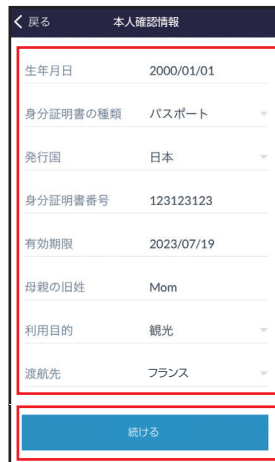 戻る 本人確認情報
生年月日 2000/01/01
身分証明書の種類 パスポート
発行国 日本
身分証明書番号 123123123
有効期限 2023/07/19
母親の旧姓 Mom
利用目的 観光
渡航先 フランス
続ける